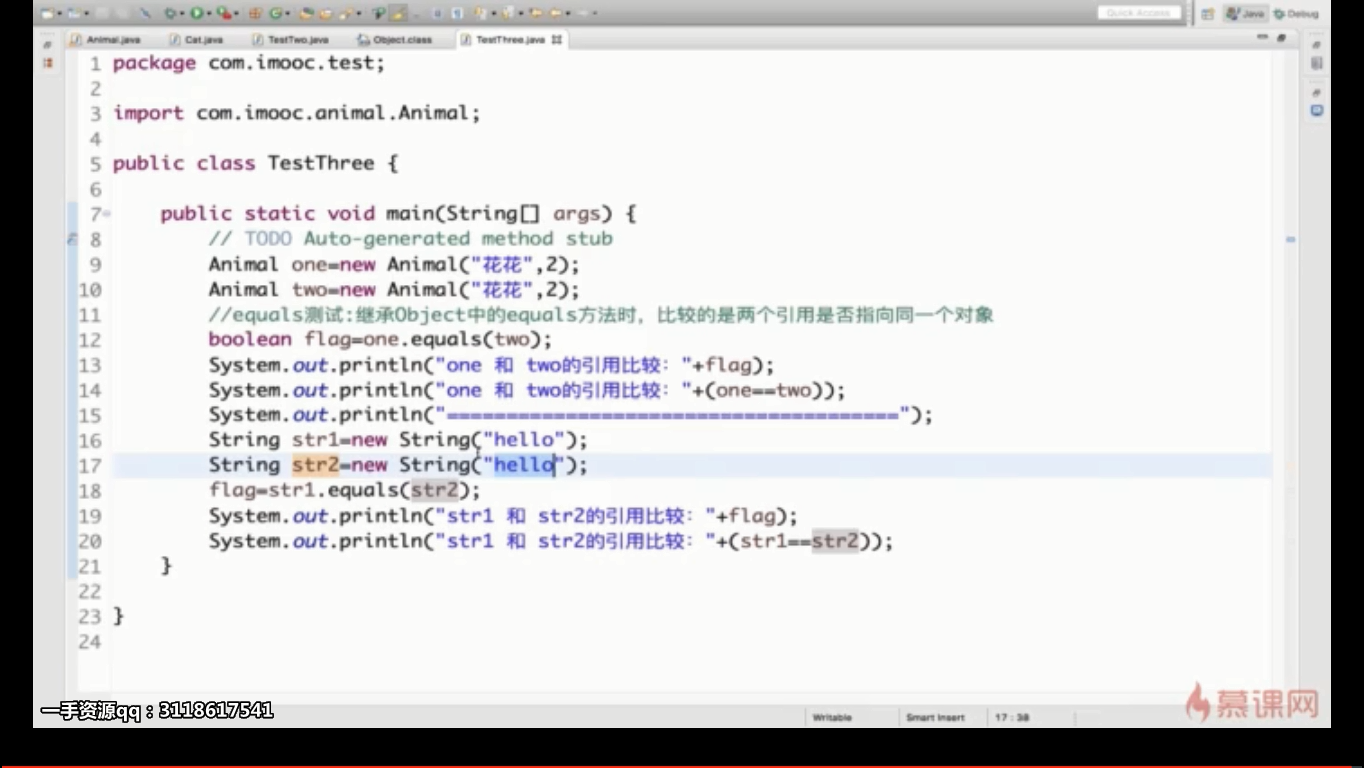 Quick Access
Java
Debug
Animal.java
Cat.java
TestTwo.java
Object.class
TestThree.java
1 package com.imooc.test;
2
3 import com.imooc.animal.Animal;
4
5 public class TestThree {
6
7 public static void main(String[] args) {
8 // TODO Auto-generated method stub
9 Animal one=new Animal("花花",2);
10 Animal two=new Animal("花花",2);
11 //equals测试:继承Object中的equals方法时，比较的是两个引用是否指向同一个对象
12 boolean flag=one.equals(two);
13 System.out.println("one 和 two的引用比较："+flag);
14 System.out.println("one 和 two的引用比较："+(one==two));
15 System.out.println("======================================");
16 String str1=new String("hello");
17 String str2=new String("hello");
18 flag=str1.equals(str2);
19 System.out.println("str1 和 str2的引用比较："+flag);
20 System.out.println("str1 和 str2的引用比较："+(str1==str2));
21 }
22
23 }
24
一手资源qq：3118617541
慕课网
Writable
Smart Insert
17 : 38